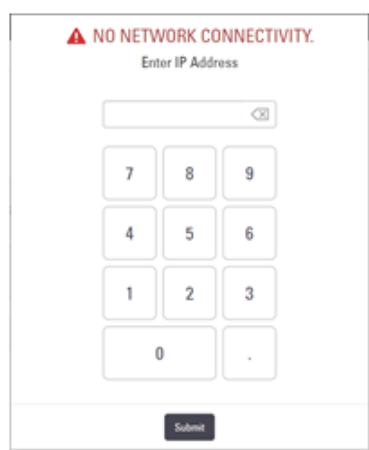 NO NETWORK CONNECTIVITY.
Enter IP Address
7 8 9
4 5 6
1 2 3
0 .
Submit